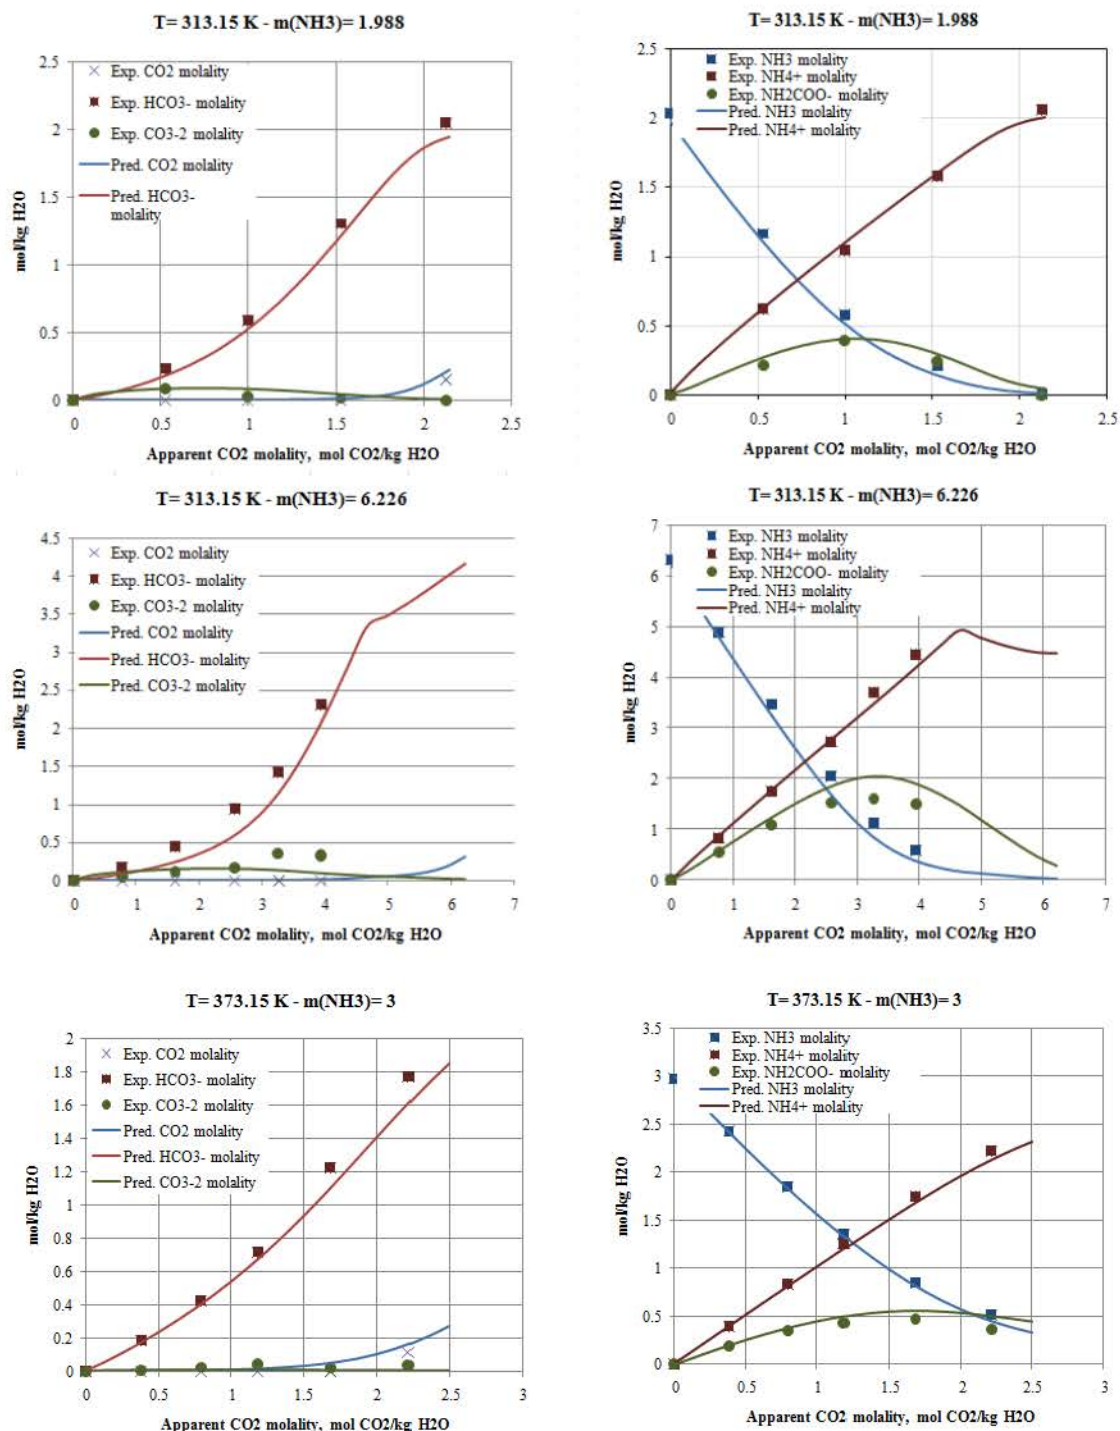 T= 313.15 K - m(NH3)= 1.988
2.5
2
1.5
1
0.5
0
mol/kg H2O
Exp. CO2 molality
Exp. HCO3- molality
Exp. CO3-2 molality
Pred. CO2 molality
Pred. HCO3-
molality
0 0.5 1 1.5 2 2.5
Apparent CO2 molality, mol CO2/kg H2O
T= 313.15 K - m(NH3)= 1.988
2.5
2
1.5
1
0.5
0
mol/kg H2O
Exp. NH3 molality
Exp. NH4+ molality
Exp. NH2COO- molality
Pred. NH3 molality
Pred. NH4+ molality
0 0.5 1 1.5 2 2.5
Apparent CO2 molality, mol CO2/kg H2O
T= 313.15 K - m(NH3)= 6.226
4.5
4
3.5
3
2.5
2
1.5
1
0.5
0
mol/kg H2O
Exp. CO2 molality
Exp. HCO3- molality
Exp. CO3-2 molality
Pred. CO2 molality
Pred. HCO3- molality
Pred. CO3-2 molality
0 1 2 3 4 5 6 7
Apparent CO2 molality, mol CO2/kg H2O
T= 313.15 K - m(NH3)= 6.226
7
6
5
4
3
2
1
0
mol/kg H2O
Exp. NH3 molality
Exp. NH4+ molality
Exp. NH2COO- molality
Pred. NH3 molality
Pred. NH4+ molality
0 1 2 3 4 5 6 7
Apparent CO2 molality, mol CO2/kg H2O
T= 373.15 K - m(NH3)= 3
2
1.8
1.6
1.4
1.2
1
0.8
0.6
0.4
0.2
0
mol/kg H2O
Exp. CO2 molality
Exp. HCO3- molality
Exp. CO3-2 molality
Pred. CO2 molality
Pred. HCO3- molality
Pred. CO3-2 molality
0 0.5 1 1.5 2 2.5 3
Apparent CO2 molality, mol CO2/kg H2O
T= 373.15 K - m(NH3)= 3
3.5
3
2.5
2
1.5
1
0.5
0
mol/kg H2O
Exp. NH3 molality
Exp. NH4+ molality
Exp. NH2COO- molality
Pred. NH3 molality
Pred. NH4+ molality
0 0.5 1 1.5 2 2.5 3
Apparent CO2 molality, mol CO2/kg H2O